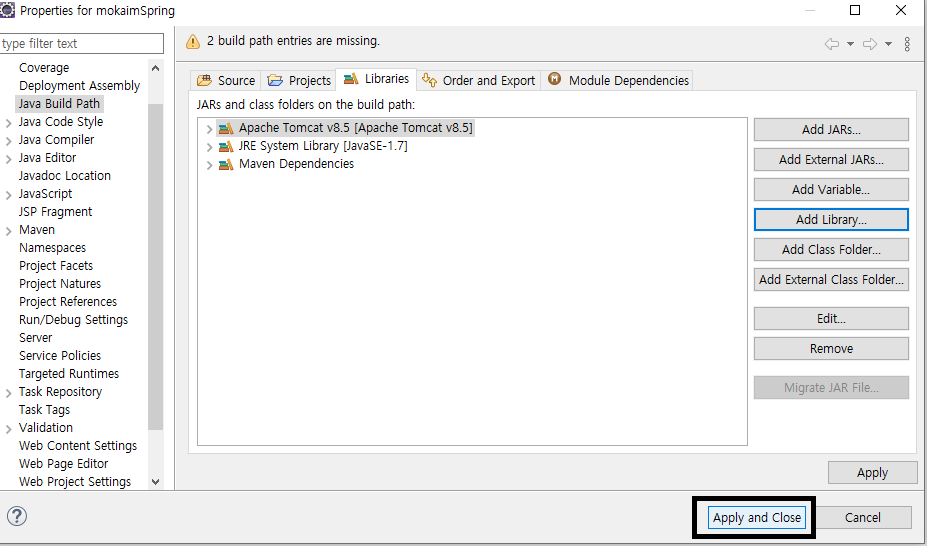 Properties for mokaimSpring
type filter text
2 build path entries are missing.
Coverage
Deployment Assembly
Java Build Path
Java Code Style
Java Compiler
Java Editor
Javadoc Location
JavaScript
JSP Fragment
Maven
Namespaces
Project Facets
Project Natures
Project References
Run/Debug Settings
Server
Service Policies
Targeted Runtimes
Task Repository
Task Tags
Validation
Web Content Settings
Web Page Editor
Web Project Settings
Source
Projects
Libraries
Order and Export
M Module Dependencies
JARs and class folders on the build path:
Apache Tomcat v8.5 [Apache Tomcat v8.5]
JRE System Library [JavaSE-1.7]
Maven Dependencies
Add JARs...
Add External JARs...
Add Variable...
Add Library...
Add Class Folder...
Add External Class Folder...
Edit...
Remove
Migrate JAR File...
Apply
?
Apply and Close
Cancel